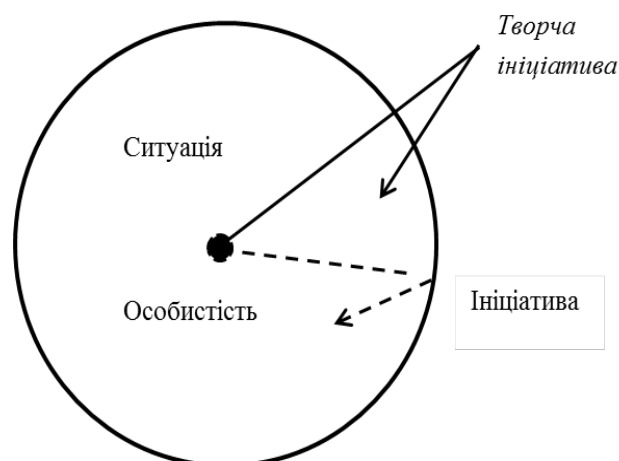 Творча
ініціатива
Ситуація
Особистість
Ініціатива